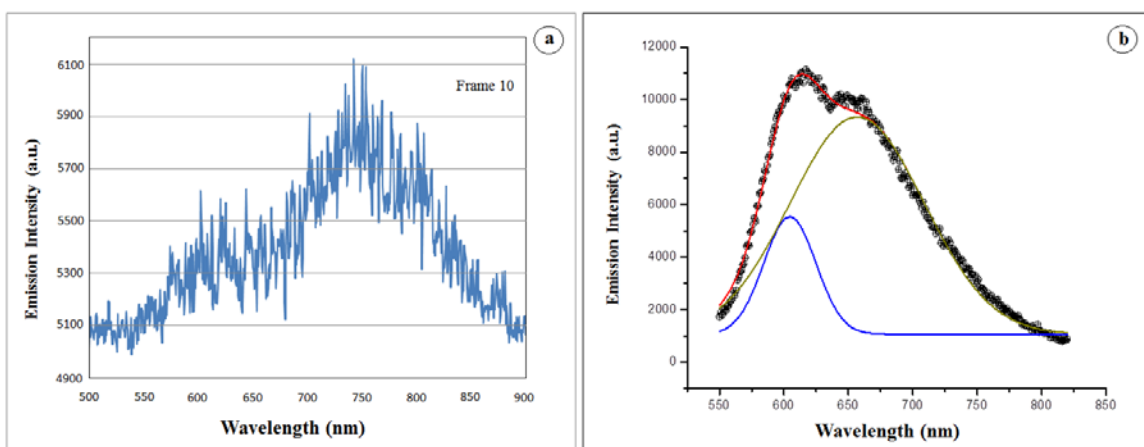 a
6100
Frame 10
5900
5700
5500
5300
5100
4900
500 550 600 650 700 750 800 850 900
Emission Intensity (a.u.)
Wavelength (nm)
b
12000
10000
8000
6000
4000
2000
0
550 600 650 700 750 800 850
Emission Intensity (a.u.)
Wavelength (nm)